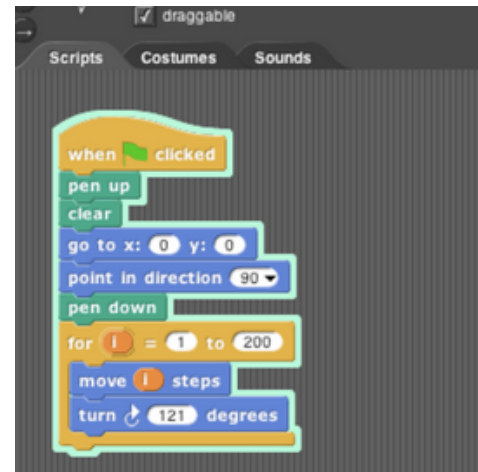 draggable
Scripts Costumes Sounds
when clicked
pen up
clear
go to x: 0 y: 0
point in direction 90
pen down
for i = 1 to 200
move i steps
turn 121 degrees